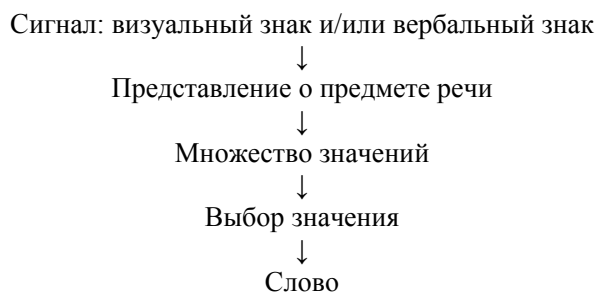 Сигнал: визуальный знак и/или вербальный знак
↓
Представление о предмете речи
↓
Множество значений
↓
Выбор значения
↓
Слово